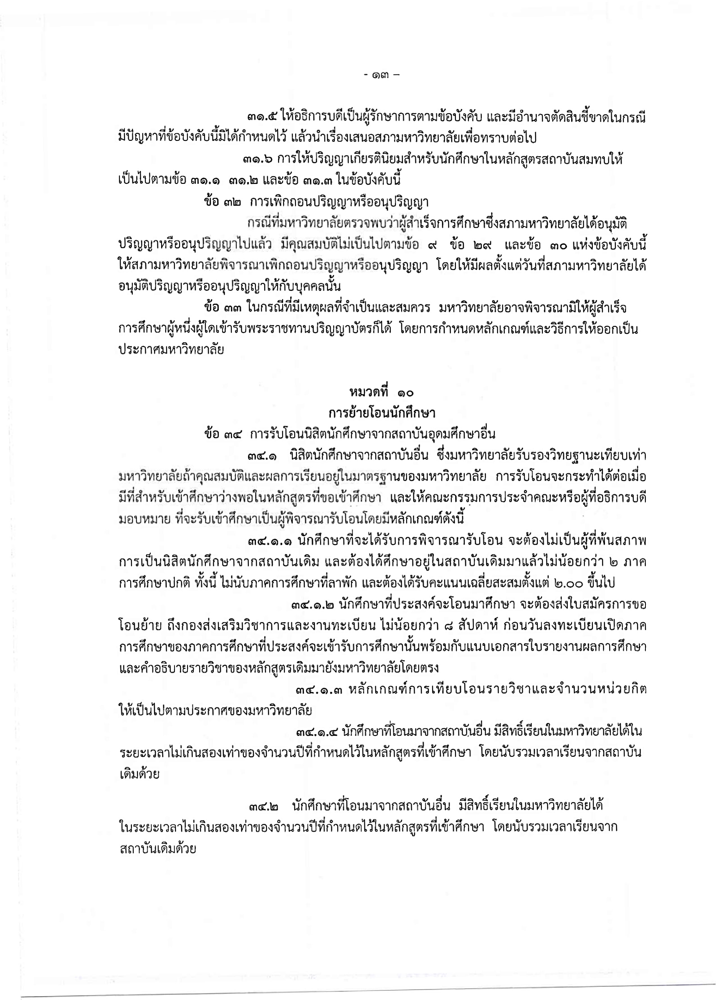 - ๑๓ –
๓๑.๕ ให้อธิการบดีเป็นผู้รักษาการตามข้อบังคับ และมีอำนาจตัดสินชี้ขาดในกรณี
มีปัญหาที่ข้อบังคับนี้มิได้กำหนดไว้ แล้วนำเรื่องเสนอสภามหาวิทยาลัยเพื่อทราบต่อไป
๓๑.๖ การให้ปริญญาเกียรตินิยมสำหรับนักศึกษาในหลักสูตรสถาบันสมทบให้
เป็นไปตามข้อ ๓๑.๑ ๓๑.๒ และข้อ ๓๑.๓ ในข้อบังคับนี้
ข้อ ๓๒ การเพิกถอนปริญญาหรืออนุปริญญา
กรณีที่มหาวิทยาลัยตรวจพบว่าผู้สำเร็จการศึกษาซึ่งสภามหาวิทยาลัยได้อนุมัติ
ปริญญาหรืออนุปริญญาไปแล้ว มีคุณสมบัติไม่เป็นไปตามข้อ ๙ ข้อ ๒๙ และข้อ ๓๐ แห่งข้อบังคับนี้
ให้สภามหาวิทยาลัยพิจารณาเพิกถอนปริญญาหรืออนุปริญญา โดยให้มีผลตั้งแต่วันที่สภามหาวิทยาลัยได้
อนุมัติปริญญาหรืออนุปริญญาให้กับบุคคลนั้น
ข้อ ๓๓ ในกรณีที่มีเหตุผลที่จำเป็นและสมควร มหาวิทยาลัยอาจพิจารณามิให้ผู้สำเร็จ
การศึกษาผู้หนึ่งผู้ใดเข้ารับพระราชทานปริญญาบัตรก็ได้ โดยการกำหนดหลักเกณฑ์และวิธีการให้ออกเป็น
ประกาศมหาวิทยาลัย
หมวดที่ ๑๐
การย้ายโอนนักศึกษา
ข้อ ๓๔ การรับโอนนิสิตนักศึกษาจากสถาบันอุดมศึกษาอื่น
๓๔.๑ นิสิตนักศึกษาจากสถาบันอื่น ซึ่งมหาวิทยาลัยรับรองวิทยฐานะเทียบเท่า
มหาวิทยาลัยถ้าคุณสมบัติและผลการเรียนอยู่ในมาตรฐานของมหาวิทยาลัย การรับโอนจะกระทำได้ต่อเมื่อ
มีที่สำหรับเข้าศึกษาว่างพอในหลักสูตรที่ขอเข้าศึกษา และให้คณะกรรมการประจำคณะหรือผู้ที่อธิการบดี
มอบหมาย ที่จะรับเข้าศึกษาเป็นผู้พิจารณารับโอนโดยมีหลักเกณฑ์ดังนี้
๓๔.๑.๑ นักศึกษาที่จะได้รับการพิจารณารับโอน จะต้องไม่เป็นผู้ที่พ้นสภาพ
การเป็นนิสิตนักศึกษาจากสถาบันเดิม และต้องได้ศึกษาอยู่ในสถาบันเดิมมาแล้วไม่น้อยกว่า ๒ ภาค
การศึกษาปกติ ทั้งนี้ ไม่นับภาคการศึกษาที่ลาพัก และต้องได้รับคะแนนเฉลี่ยสะสมตั้งแต่ ๒.๐๐ ขึ้นไป
๓๔.๑.๒ นักศึกษาที่ประสงค์จะโอนมาศึกษา จะต้องส่งใบสมัครการขอ
โอนย้าย ถึงกองส่งเสริมวิชาการและงานทะเบียน ไม่น้อยกว่า ๘ สัปดาห์ ก่อนวันลงทะเบียนเปิดภาค
การศึกษาของภาคการศึกษาที่ประสงค์จะเข้ารับการศึกษานั้นพร้อมกับแนบเอกสารใบรายงานผลการศึกษา
และคำอธิบายรายวิชาของหลักสูตรเดิมมายังมหาวิทยาลัยโดยตรง
๓๔.๑.๓ หลักเกณฑ์การเทียบโอนรายวิชาและจำนวนหน่วยกิต
ให้เป็นไปตามประกาศของมหาวิทยาลัย
๓๔.๑.๔ นักศึกษาที่โอนมาจากสถาบันอื่น มีสิทธิ์เรียนในมหาวิทยาลัยได้ใน
ระยะเวลาไม่เกินสองเท่าของจำนวนปีที่กำหนดไว้ในหลักสูตรที่เข้าศึกษา โดยนับรวมเวลาเรียนจากสถาบัน
เดิมด้วย
๓๔.๒ นักศึกษาที่โอนมาจากสถาบันอื่น มีสิทธิ์เรียนในมหาวิทยาลัยได้
ในระยะเวลาไม่เกินสองเท่าของจำนวนปีที่กำหนดไว้ในหลักสูตรที่เข้าศึกษา โดยนับรวมเวลาเรียนจาก
สถาบันเดิมด้วย